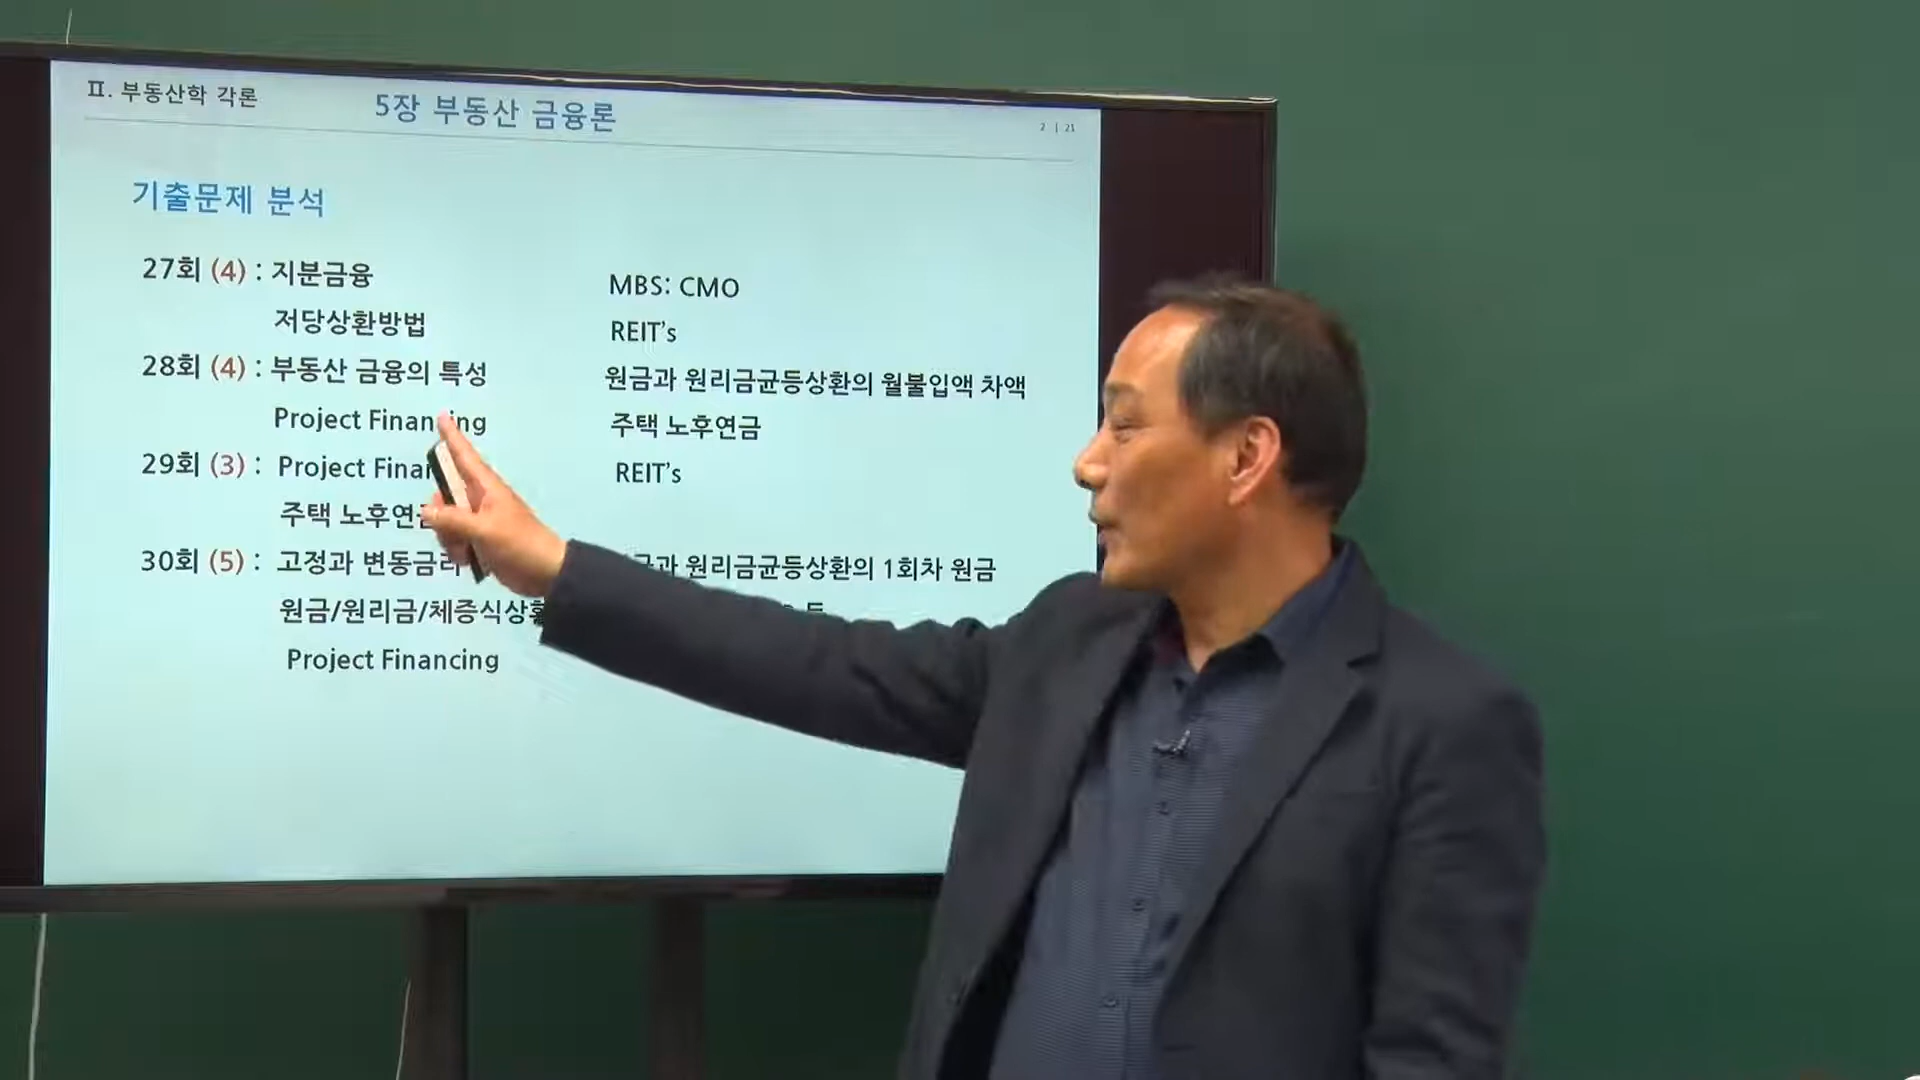 Ⅱ. 부동산학 각론
5장 부동산 금융론
2 | 21
기출문제 분석
27회 (4) : 지분금융 MBS: CMO
저당상환방법 REIT's
28회 (4) : 부동산 금융의 특성 원금과 원리금균등상환의 월불입액 차액
Project Financing 주택 노후연금
29회 (3) : Project REIT's
주택
30회 (5) : 고정과 변동금리 원리금균등상환의 1회차 원금
원금/원리금/체증식상환 등
Project Financing